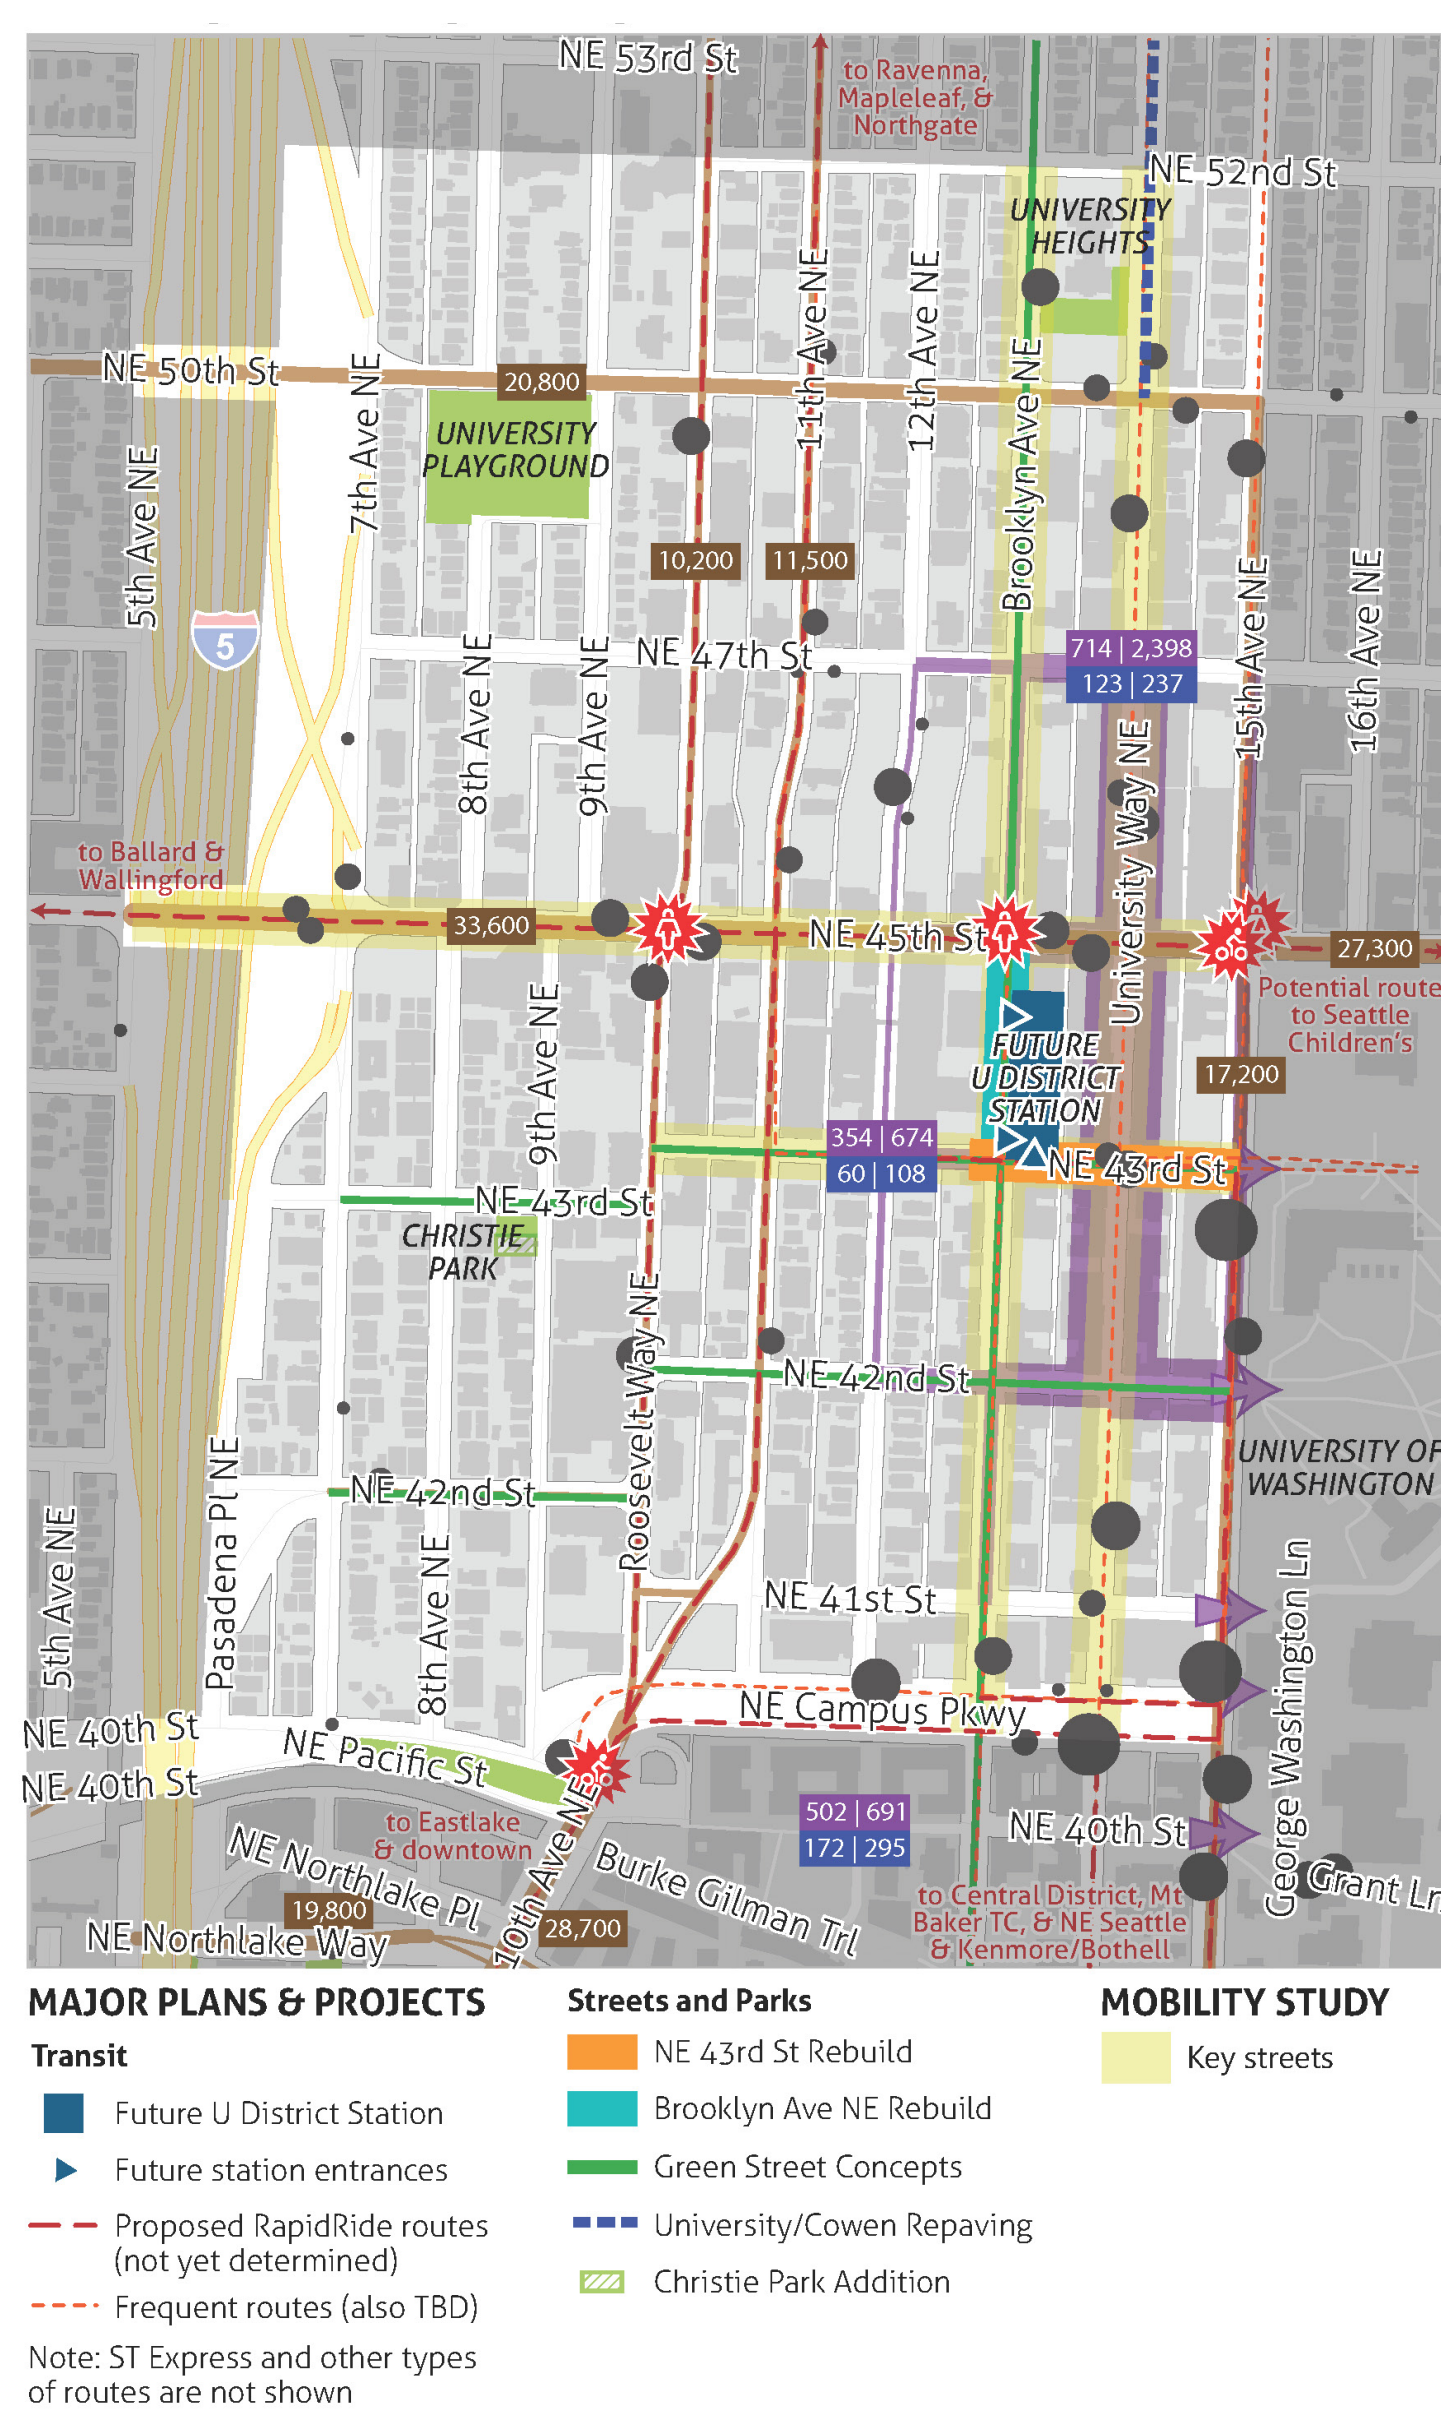 NE 53rd St
to Ravenna,
Mapleleaf, &
Northgate
NE 52nd St
UNIVERSITY
HEIGHTS
NE 50th St
20,800
7th Ave NE
11th Ave NE
12th Ave NE
Brooklyn Ave NE
UNIVERSITY
PLAYGROUND
5th Ave NE
10,200
11,500
15th Ave NE
16th Ave NE
5
8th Ave NE
9th Ave NE
NE 47th St
714 | 2,398
123 | 237
University Way NE
to Ballard &
Wallingford
33,600
NE 45th St
27,300
Potential route
to Seattle
Children's
9th Ave NE
FUTURE
U DISTRICT
STATION
17,200
354 | 674
60 | 108
NE 43rd St
NE 43rd St
CHRISTIE
PARK
Roosevelt Way NE
NE 42nd St
UNIVERSITY OF
WASHINGTON
Pasadena Pl NE
NE 42nd St
5th Ave NE
8th Ave NE
NE 41st St
George Washington Ln
NE Campus Pkwy
NE 40th St
NE Pacific St
NE 40th St
to Eastlake
& downtown
502 | 691
172 | 295
NE 40th St
NE Northlake Pl
10th Ave NE
Burke Gilman Trl
Grant Ln
to Central District, Mt
Baker TC, & NE Seattle
& Kenmore/Bothell
19,800
28,700
NE Northlake Way
MAJOR PLANS & PROJECTS
Transit
Future U District Station
Future station entrances
Proposed RapidRide routes
(not yet determined)
Frequent routes (also TBD)
Note: ST Express and other types
of routes are not shown
Streets and Parks
NE 43rd St Rebuild
Brooklyn Ave NE Rebuild
Green Street Concepts
University/Cowen Repaving
Christie Park Addition
MOBILITY STUDY
Key streets